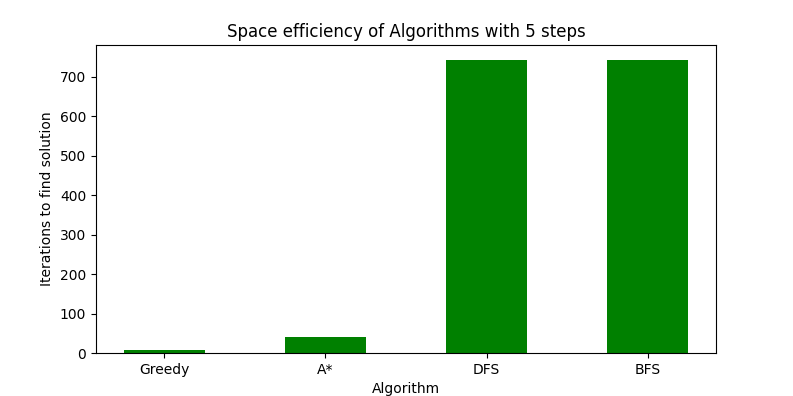 Space efficiency of Algorithms with 5 steps
Iterations to find solution
700
600
500
400
300
200
100
0
Greedy A* DFS BFS
Algorithm